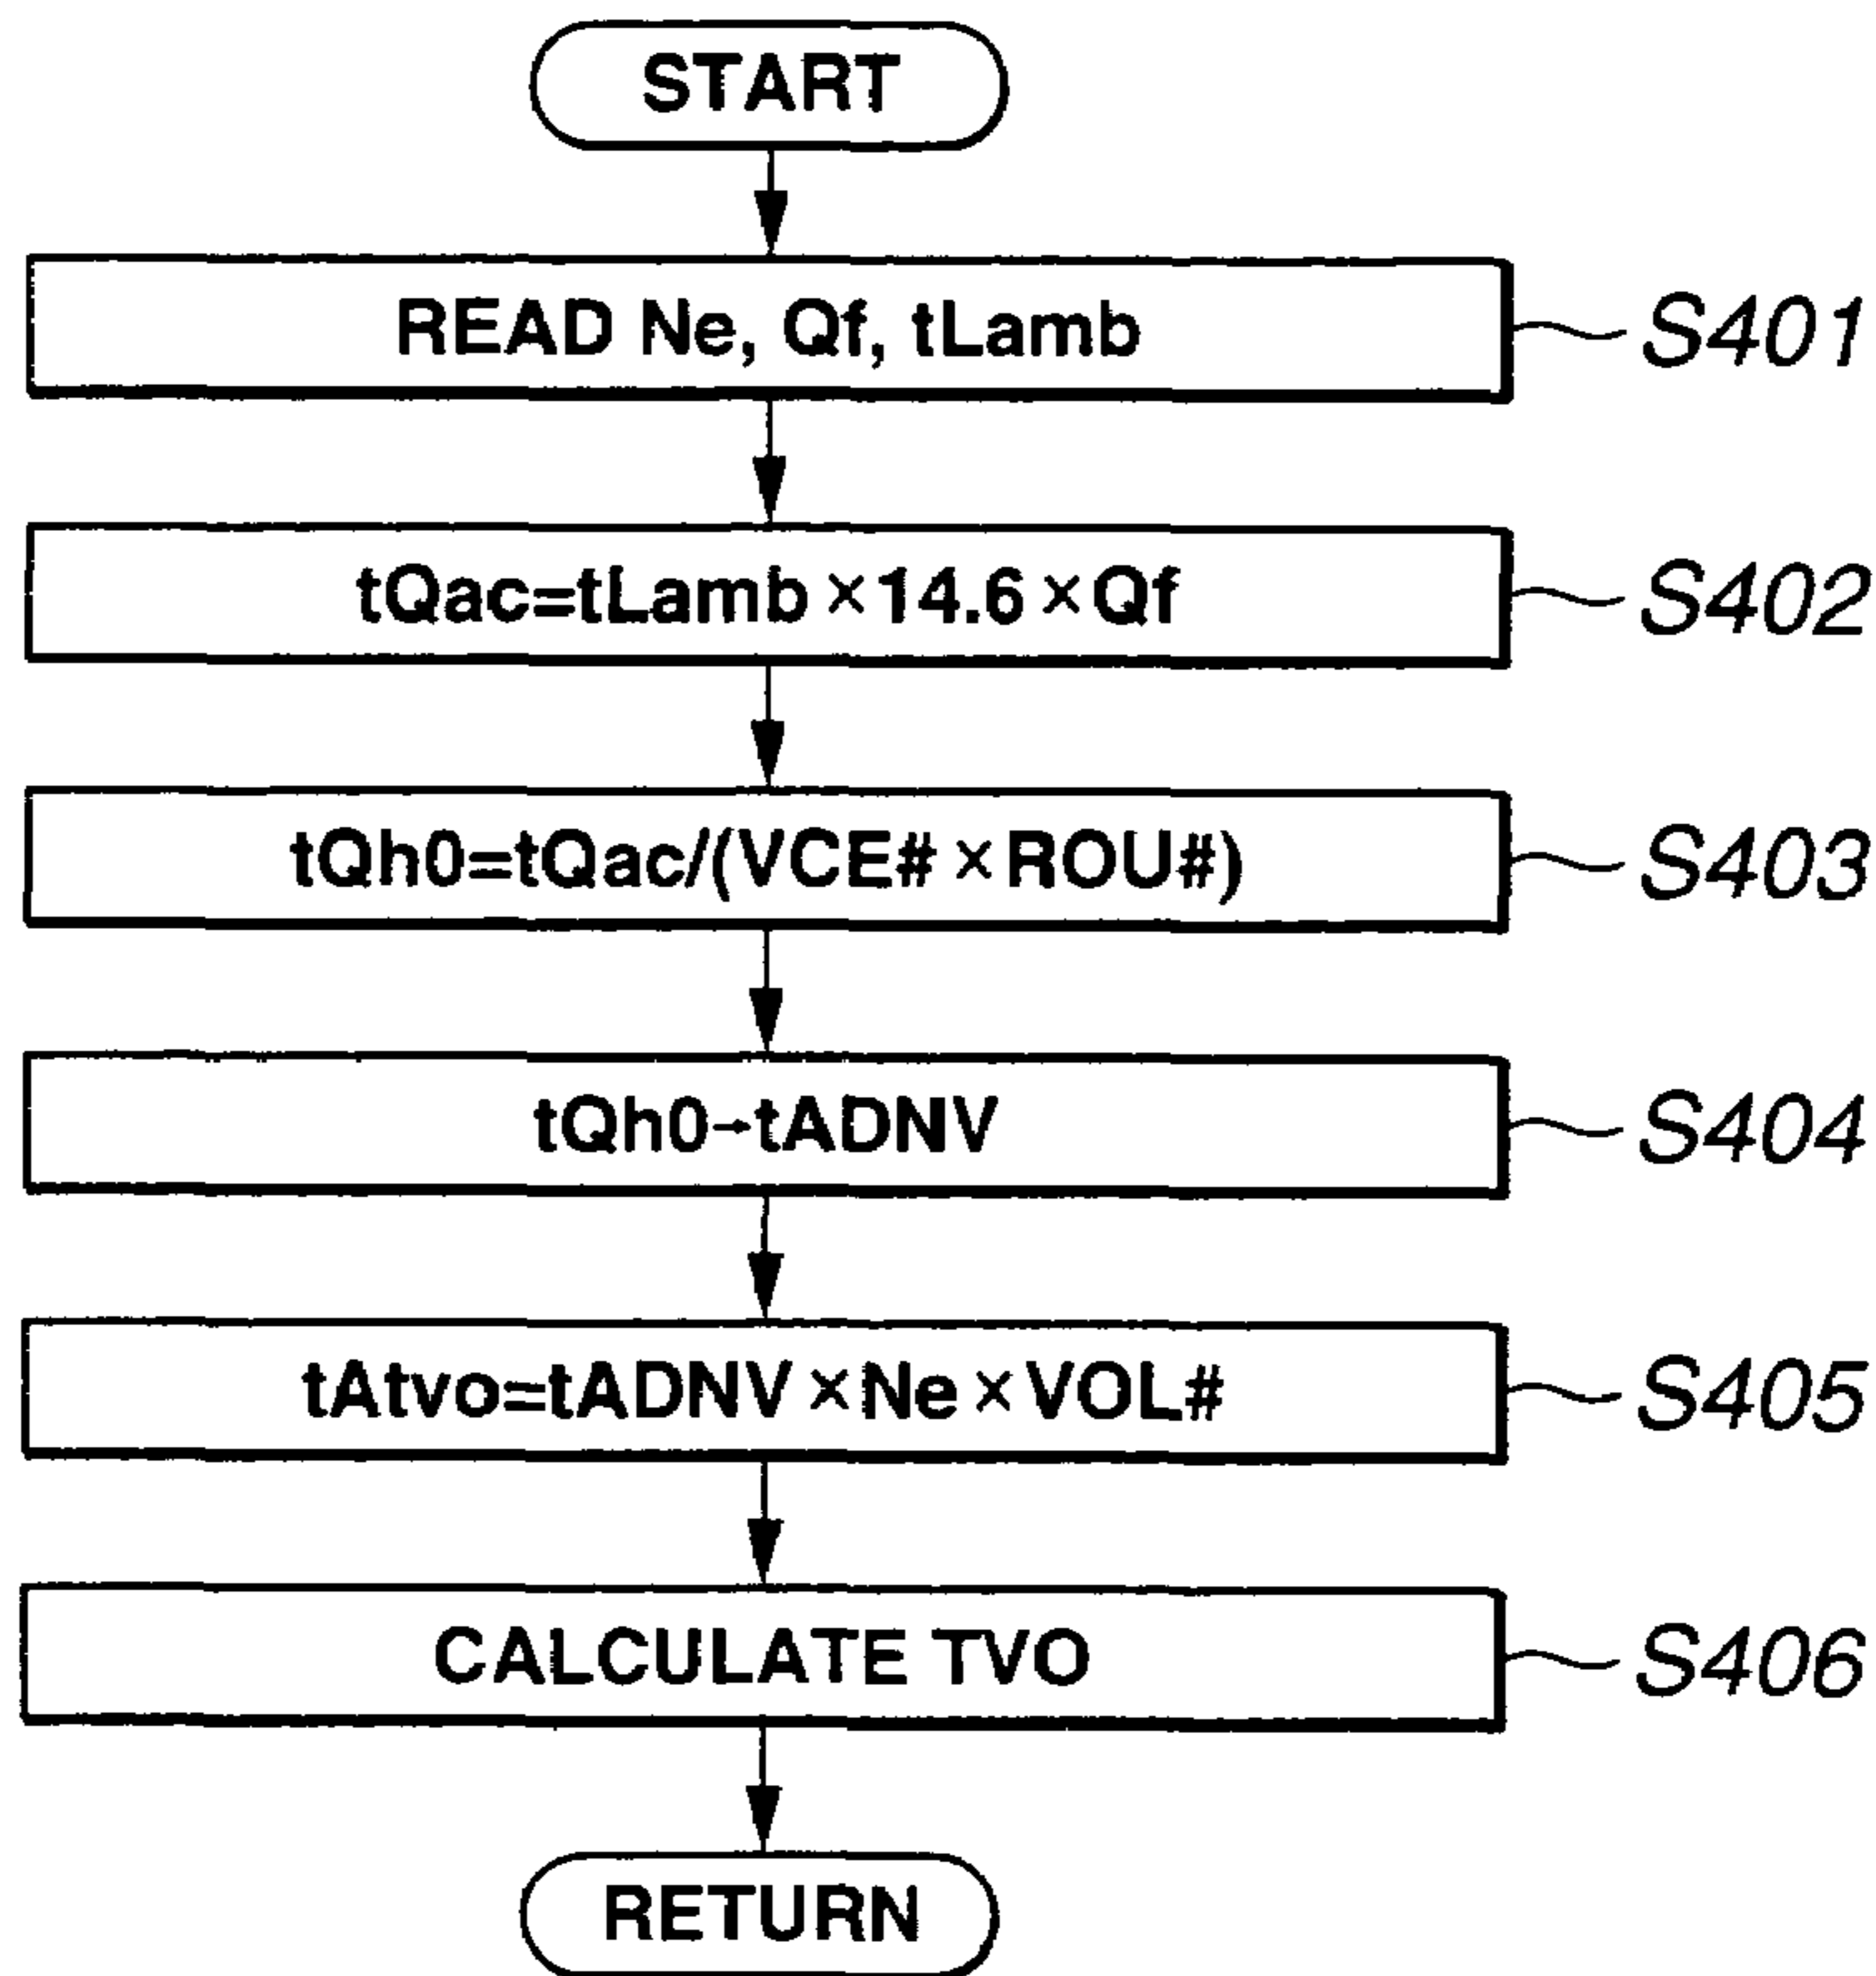 START
READ Ne, Qf, tLamb
S401
tQac=tLamb×14.6×Qf
S402
tQh0=tQac/(VCE#×ROU#)
S403
tQh0→tADNV
S404
tAtvo=tADNV×Ne×VOL#
S405
CALCULATE TVO
S406
RETURN